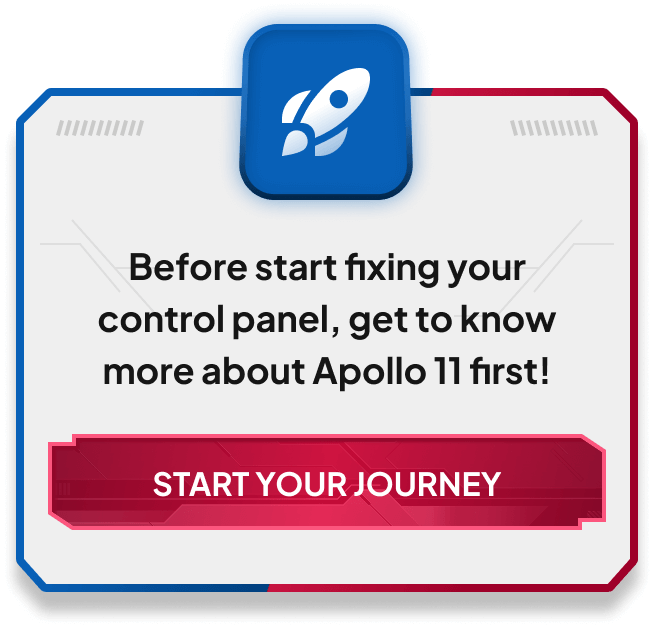 Before start fixing your
control panel, get to know
more about Apollo 11 first!
START YOUR JOURNEY